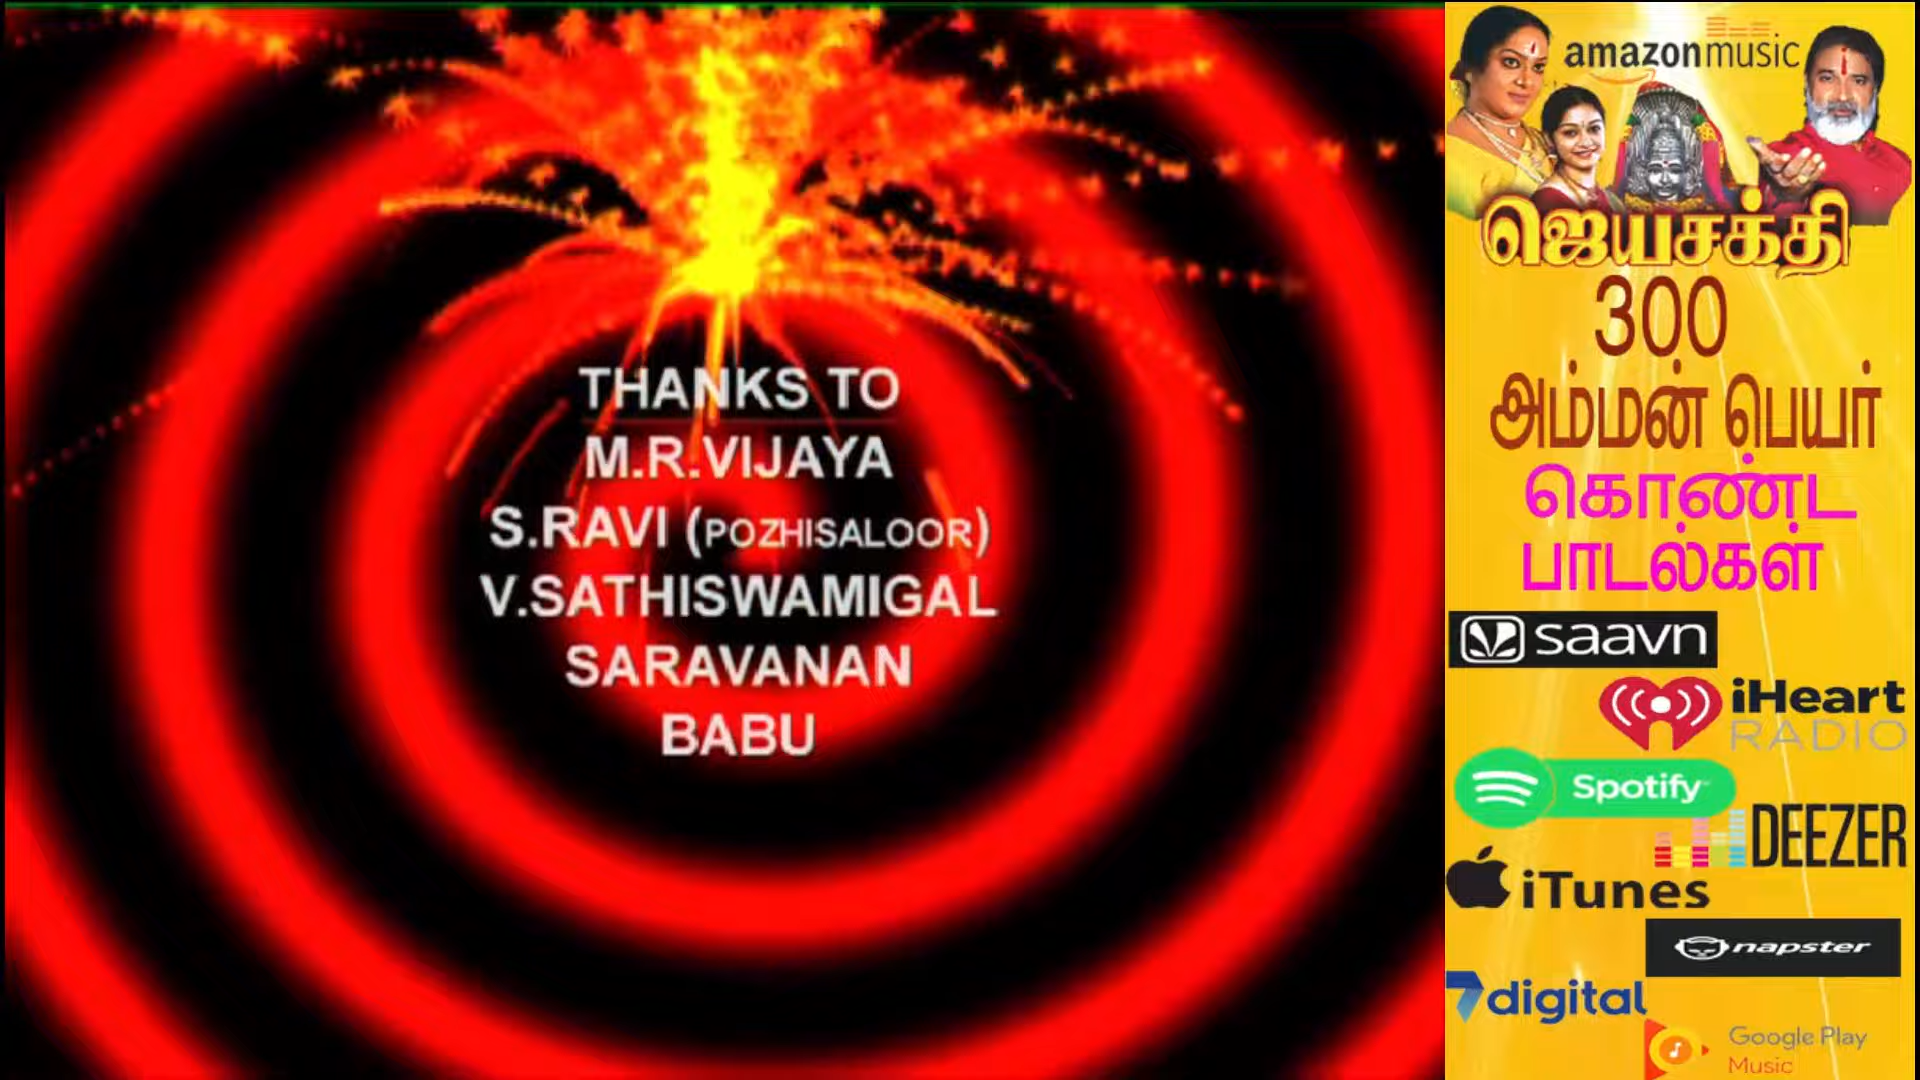 THANKS TO
M.R.VIJAYA
S.RAVI (POZHISALOOR)
V.SATHISWAMIGAL
SARAVANAN
BABU
amazon music
ஜெயசக்தி
300
அம்மன் பெயர்
கொண்ட
பாடல்கள்
saavn
iHeart
RADIO
Spotify
DEEZER
iTunes
napster
7digital
Google Play
Music